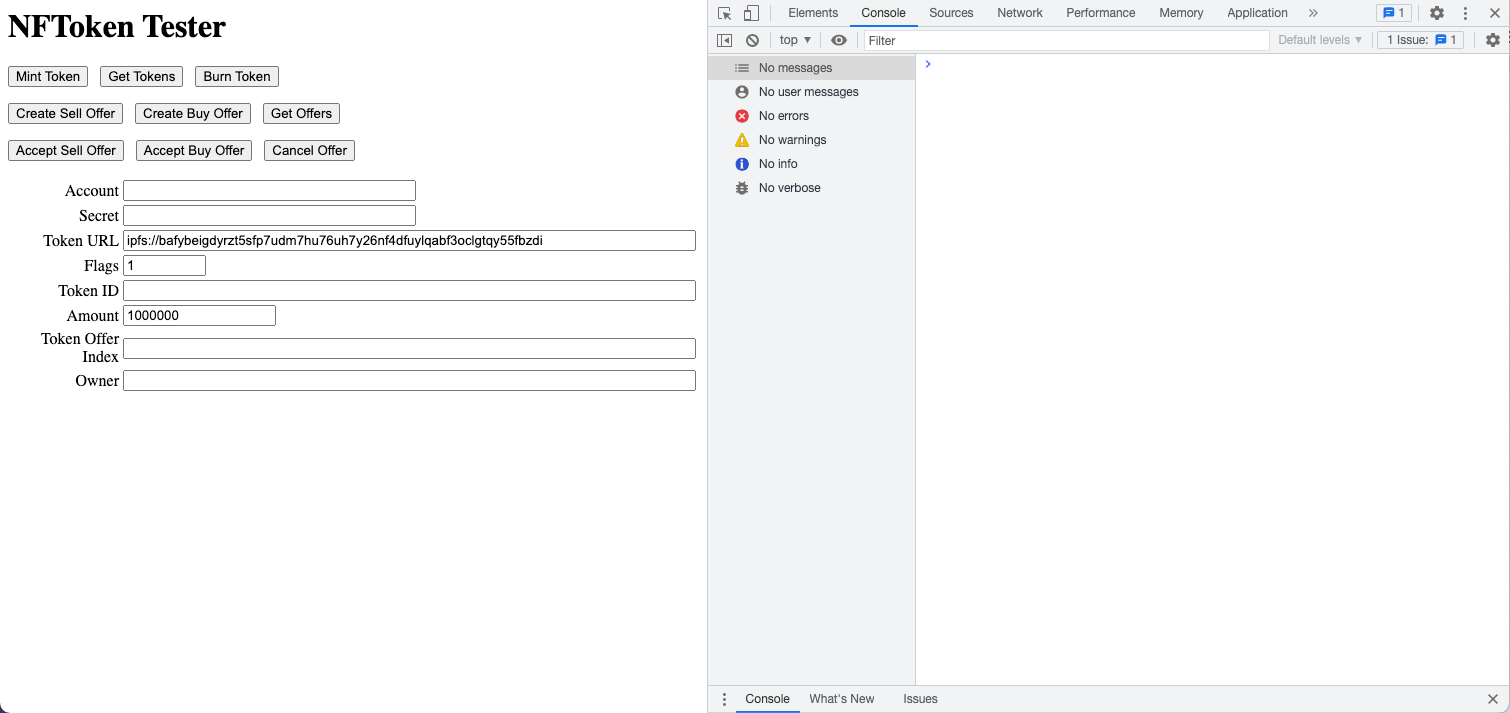 NFToken Tester
Mint Token Get Tokens Burn Token
Create Sell Offer Create Buy Offer Get Offers
Accept Sell Offer Accept Buy Offer Cancel Offer
Account
Secret
Token URL ipfs://bafybeigdyrzt5sfp7udm7hu76uh7y26nf4dfuylqabf3oclgtqy55fbzdi
Flags 1
Token ID
Amount 1000000
Token Offer
Index
Owner
Elements Console Sources Network Performance Memory Application » 1
top ▼ Filter Default levels ▼ 1 Issue: 1
No messages
No user messages
No errors
No warnings
No info
No verbose
Console What's New Issues